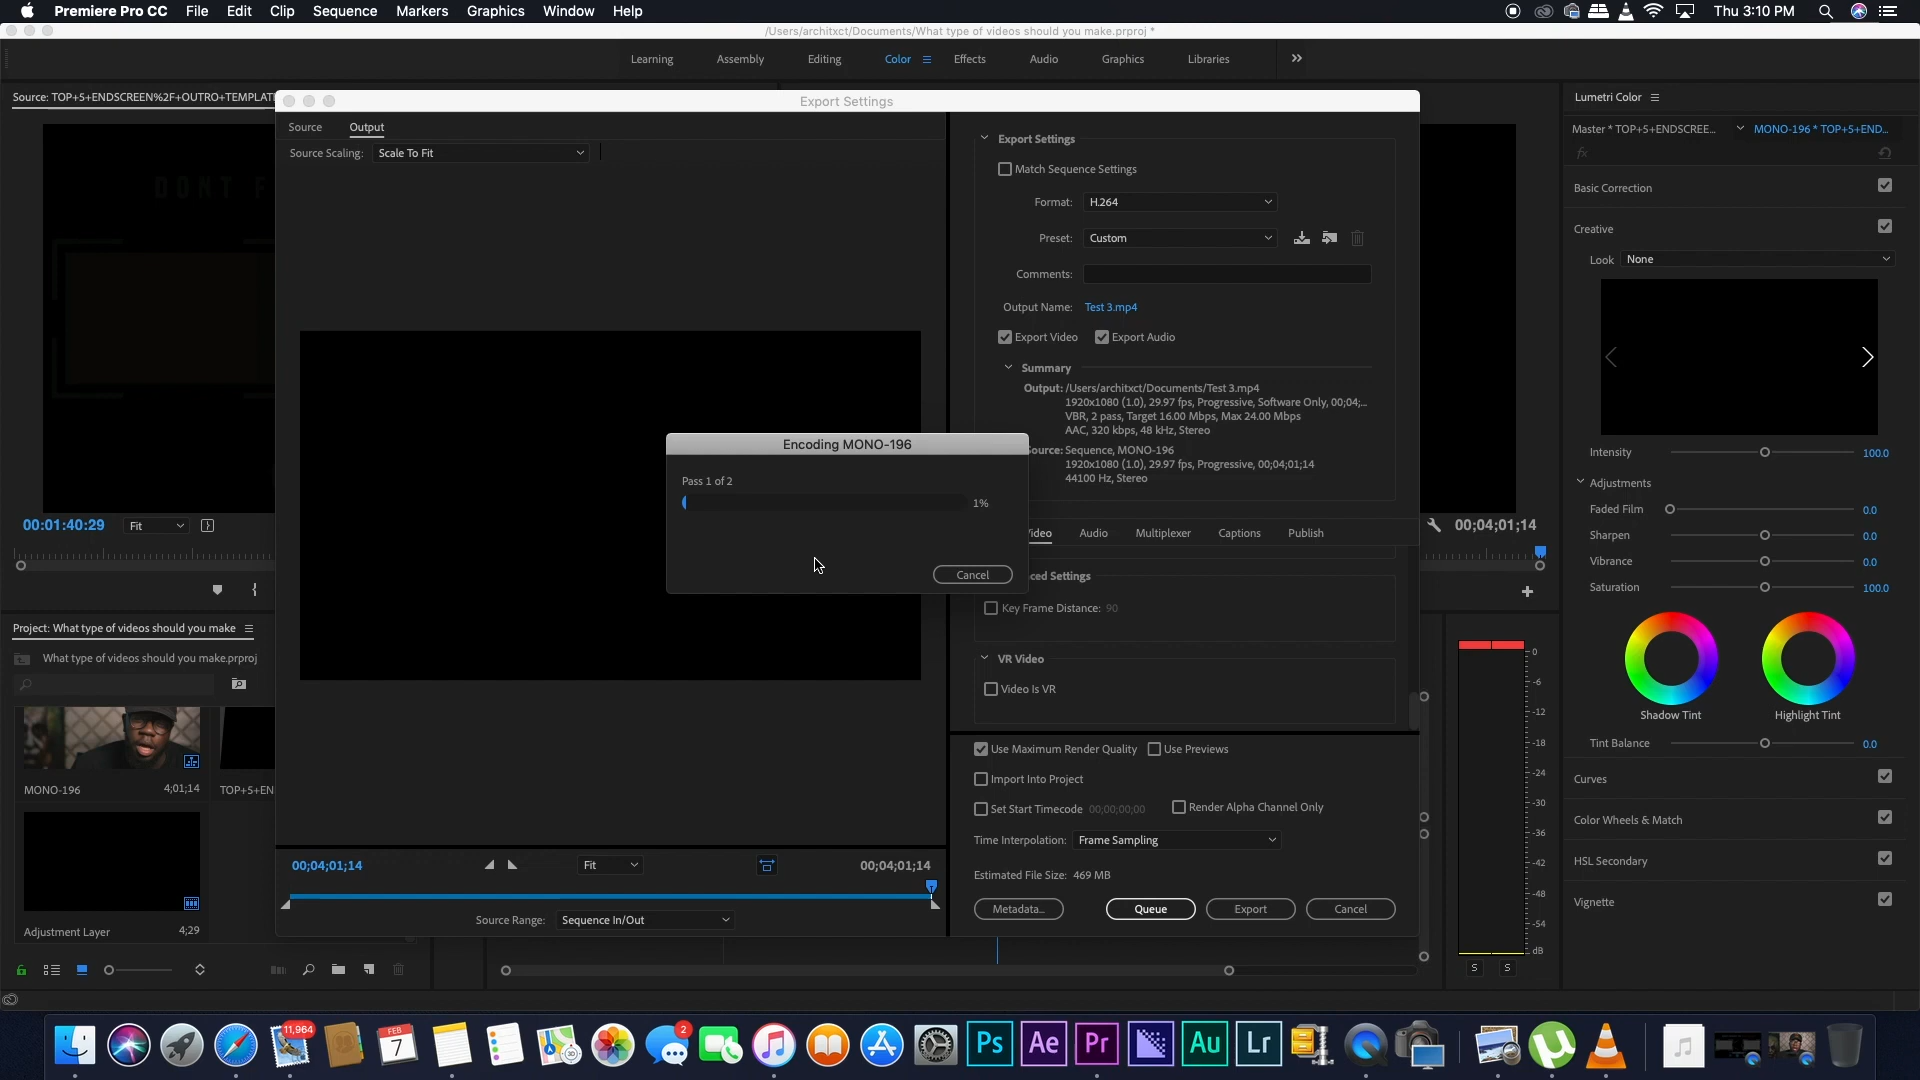 Premiere Pro CC File Edit Clip Sequence Markers Graphics Window Help
Thu 3:10 PM
/Users/architxct/Documents/What type of videos should you make.prproj *
Learning Assembly Editing Color Effects Audio Graphics Libraries
Source: TOP+5+ENDSCREEN%2F+OUTRO+TEMPLAT
DONT F
00:01:40:29 Fit
Export Settings
Source Output
Source Scaling: Scale To Fit
Export Settings
Match Sequence Settings
Format: H.264
Preset: Custom
Comments:
Output Name: Test 3.mp4
Export Video Export Audio
Summary
Output: /Users/architxct/Documents/Test 3.mp4
1920x1080 (1.0), 29.97 fps, Progressive, Software Only, 00;04;...
VBR, 2 pass, Target 16.00 Mbps, Max 24.00 Mbps
AAC, 320 kbps, 48 kHz, Stereo
ource: Sequence, MONO-196
1920x1080 (1.0), 29.97 fps, Progressive, 00;04;01;14
44100 Hz, Stereo
Encoding MONO-196
Pass 1 of 2
1%
Cancel
ideo Audio Multiplexer Captions Publish
ced Settings
Key Frame Distance: 90
VR Video
Video Is VR
Use Maximum Render Quality Use Previews
Import Into Project
Set Start Timecode 00;00;00;00 Render Alpha Channel Only
Time Interpolation: Frame Sampling
Estimated File Size: 469 MB
Metadata... Queue Export Cancel
00;04;01;14 Fit 00;04;01;14
Source Range: Sequence In/Out
00;04;01;14
Project: What type of videos should you make
What type of videos should you make.prproj
MONO-196 4;01;14 TOP+5+EN
Adjustment Layer 4;29
0
-6
-12
-18
-24
-30
-36
-42
-48
-54
dB
S S
Lumetri Color
Master * TOP+5+ENDSCREE... MONO-196 * TOP+5+END...
fx
Basic Correction
Creative
Look None
Intensity 100.0
Adjustments
Faded Film 0.0
Sharpen 0.0
Vibrance 0.0
Saturation 100.0
Shadow Tint Highlight Tint
Tint Balance 0.0
Curves
Color Wheels & Match
HSL Secondary
Vignette
11,964
FEB
7
2
Ps Ae Pr Au Lr